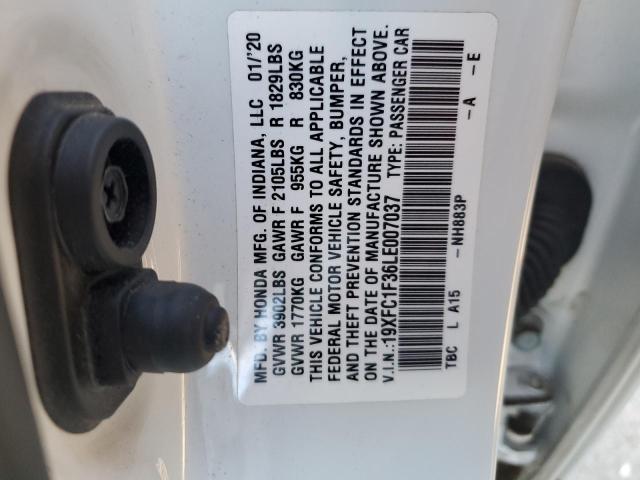 MFD. BY HONDA MFG. OF INDIANA, LLC 01/'20
GVWR 3902LBS GAWR F 2105LBS R 1829LBS
GVWR 1770KG GAWR F 955KG R 830KG
THIS VEHICLE CONFORMS TO ALL APPLICABLE
FEDERAL MOTOR VEHICLE SAFETY, BUMPER,
AND THEFT PREVENTION STANDARDS IN EFFECT
ON THE DATE OF MANUFACTURE SHOWN ABOVE.
V.I.N.:19XFC1F36LE007037 TYPE: PASSENGER CAR
TBC L A15 -NH883P -A -E